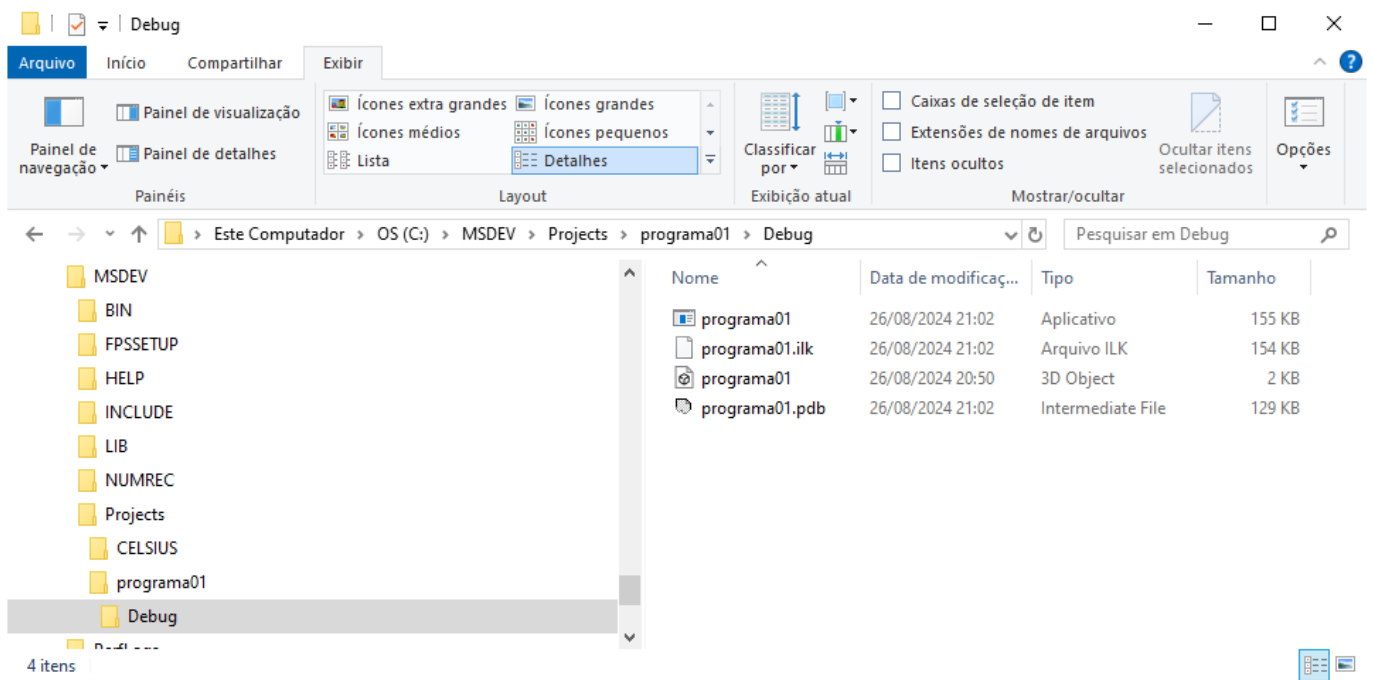 Debug
Arquivo Início Compartilhar Exibir
Painel de navegação
Painel de visualização
Painel de detalhes
Painéis
Ícones extra grandes Ícones grandes
Ícones médios Ícones pequenos
Lista Detalhes
Layout
Classificar por
Exibição atual
Caixas de seleção de item
Extensões de nomes de arquivos
Itens ocultos
Ocultar itens selecionados
Mostrar/ocultar
Opções
Este Computador > OS (C:) > MSDEV > Projects > programa01 > Debug
Pesquisar em Debug
MSDEV
BIN
FPSSETUP
HELP
INCLUDE
LIB
NUMREC
Projects
CELSIUS
programa01
Debug
Nome Data de modificaç... Tipo Tamanho
programa01 26/08/2024 21:02 Aplicativo 155 KB
programa01.ilk 26/08/2024 21:02 Arquivo ILK 154 KB
programa01 26/08/2024 20:50 3D Object 2 KB
programa01.pdb 26/08/2024 21:02 Intermediate File 129 KB
4 itens